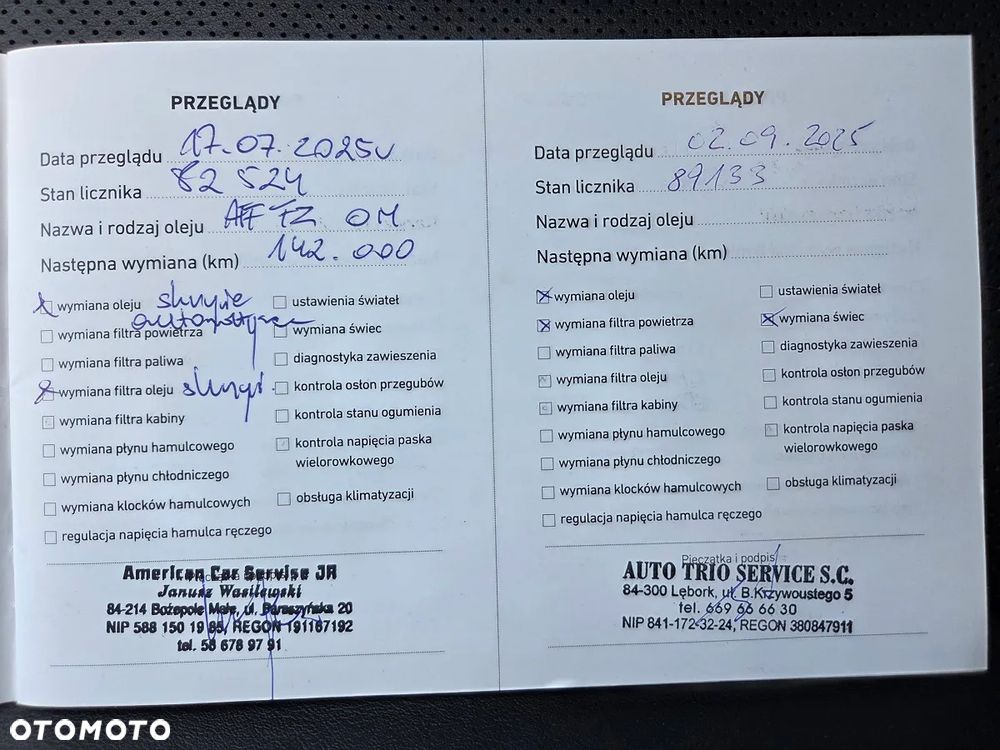 PRZEGLĄDY
Data przeglądu 17.07.2025
Stan licznika 82 524
Nazwa i rodzaj oleju ATF FZ OM
Następna wymiana (km) 142.000
wymiana oleju skrzynie
automatyczne
ustawienia świateł
wymiana filtra powietrza
wymiana świec
wymiana filtra paliwa
diagnostyka zawieszenia
wymiana filtra oleju skrzyni
kontrola osłon przegubów
wymiana filtra kabiny
kontrola stanu ogumienia
wymiana płynu hamulcowego
kontrola napięcia paska
wielorowkowego
wymiana płynu chłodniczego
wymiana klocków hamulcowych
obsługa klimatyzacji
regulacja napięcia hamulca ręcznego
American Car Servise JR
Janusz Wasilewski
84-214 Bożepole Małe, ul. Paraszyńska 20
NIP 588 150 19 85, REGON 191187192
tel. 58 678 97 91
PRZEGLĄDY
Data przeglądu 02.09.2025
Stan licznika 89133
Nazwa i rodzaj oleju
Następna wymiana (km)
wymiana oleju
ustawienia świateł
wymiana filtra powietrza
wymiana świec
wymiana filtra paliwa
diagnostyka zawieszenia
wymiana filtra oleju
kontrola osłon przegubów
wymiana filtra kabiny
kontrola stanu ogumienia
wymiana płynu hamulcowego
kontrola napięcia paska
wielorowkowego
wymiana płynu chłodniczego
wymiana klocków hamulcowych
obsługa klimatyzacji
regulacja napięcia hamulca ręczego
Pieczątka i podpis
AUTO TRIO SERVICE S.C.
84-300 Lębork, ul. B.Krzywoustego 5
tel. 669 66 66 30
NIP 841-172-32-24, REGON 380847911
OTOMOTO